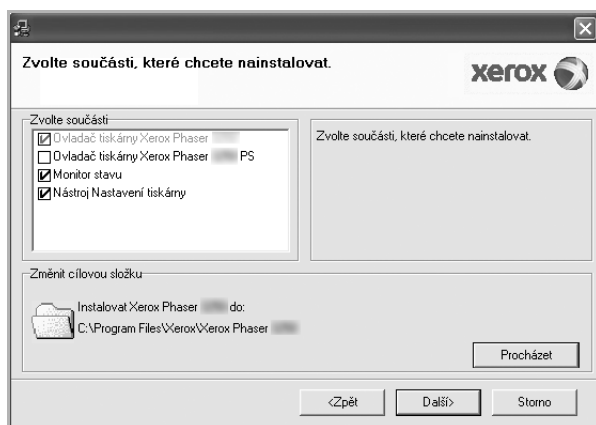 Zvolte součásti, které chcete nainstalovat.
xerox
Zvolte součásti
Ovladač tiskárny Xerox Phaser
Ovladač tiskárny Xerox Phaser PS
Monitor stavu
Nástroj Nastavení tiskárny
Zvolte součásti, které chcete nainstalovat.
Změnit cílovou složku
Instalovat Xerox Phaser do:
C:\Program Files\Xerox\Xerox Phaser
Procházet
<Zpět
Další>
Storno